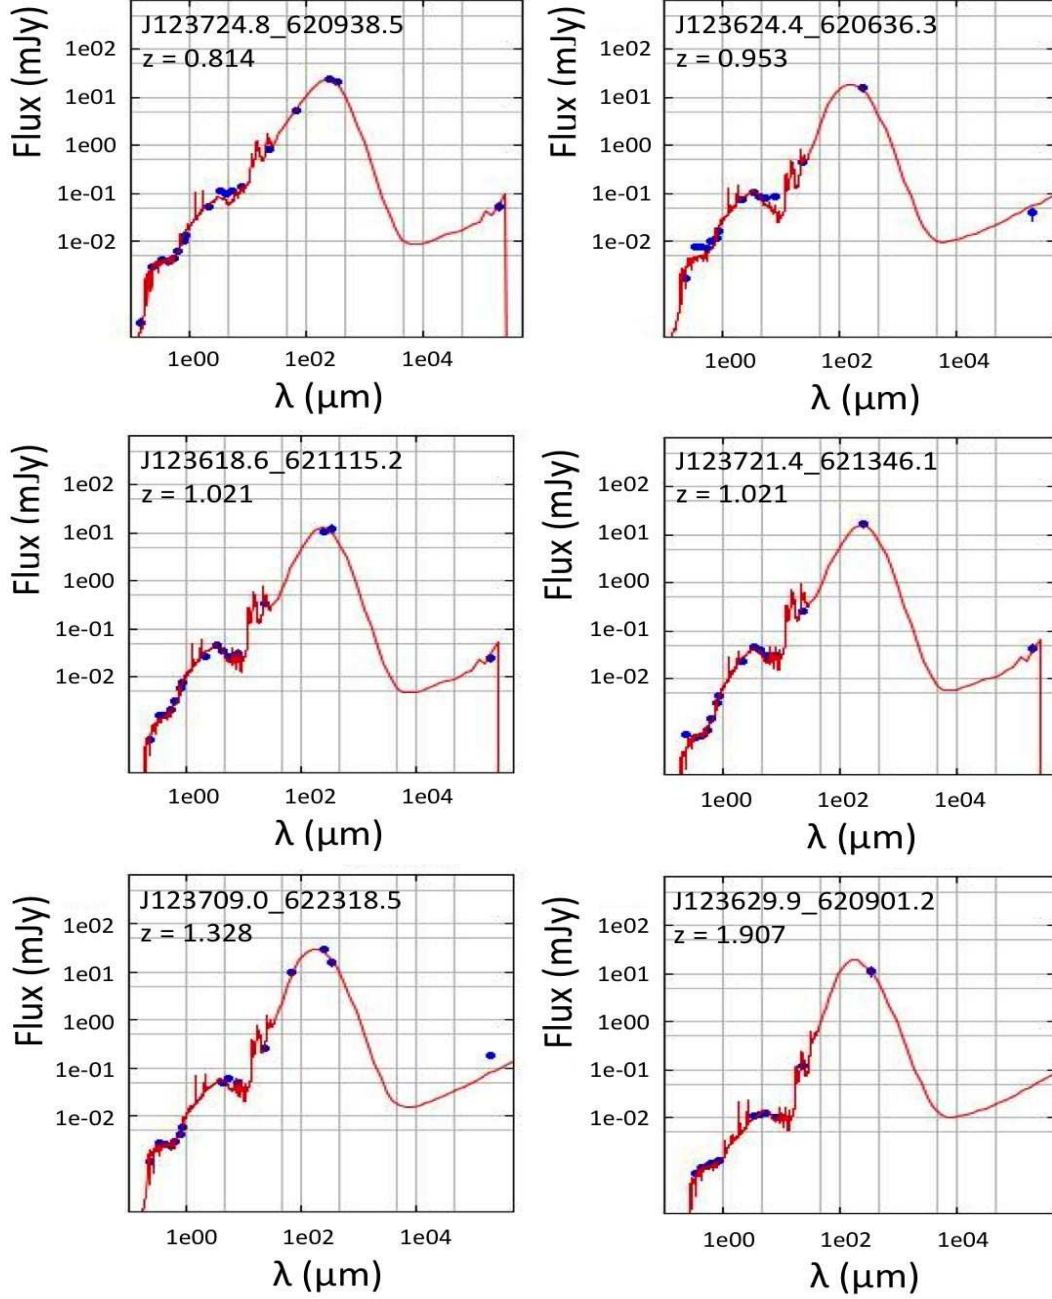 J123724.8_620938.5
z = 0.814
Flux (mJy)
1e02
1e01
1e00
1e-01
1e-02
1e00 1e02 1e04
λ (μm)
J123624.4_620636.3
z = 0.953
Flux (mJy)
1e02
1e01
1e00
1e-01
1e-02
1e00 1e02 1e04
λ (μm)
J123618.6_621115.2
z = 1.021
Flux (mJy)
1e02
1e01
1e00
1e-01
1e-02
1e00 1e02 1e04
λ (μm)
J123721.4_621346.1
z = 1.021
Flux (mJy)
1e02
1e01
1e00
1e-01
1e-02
1e00 1e02 1e04
λ (μm)
J123709.0_622318.5
z = 1.328
Flux (mJy)
1e02
1e01
1e00
1e-01
1e-02
1e00 1e02 1e04
λ (μm)
J123629.9_620901.2
z = 1.907
Flux (mJy)
1e02
1e01
1e00
1e-01
1e-02
1e00 1e02 1e04
λ (μm)